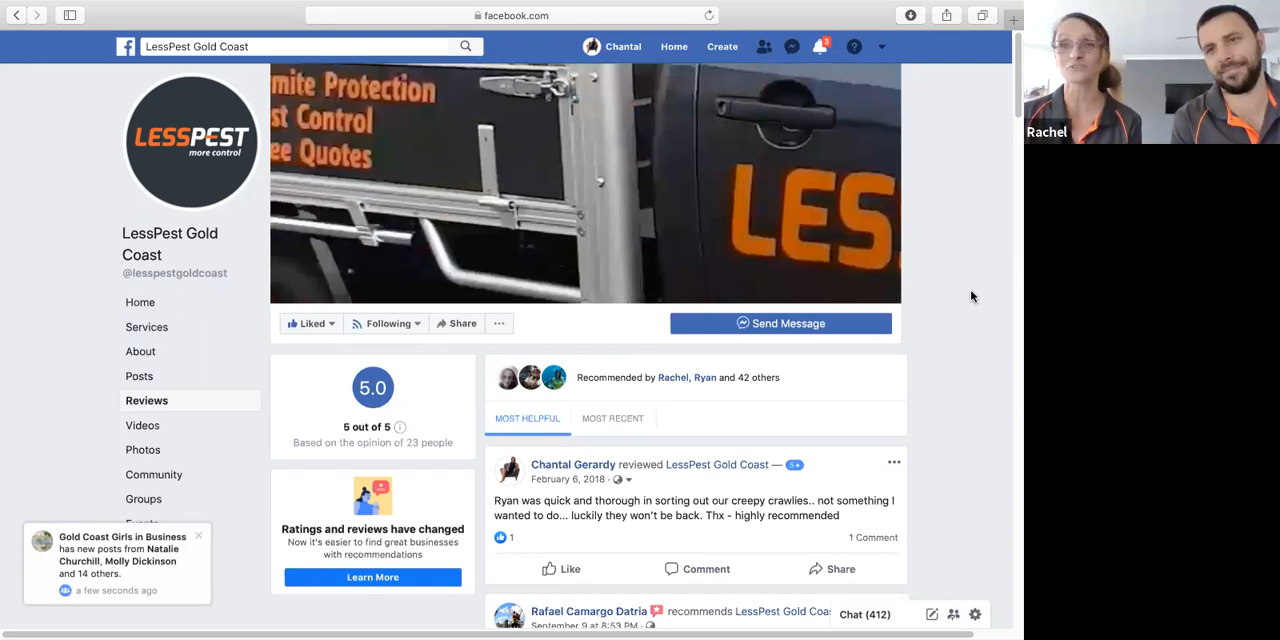 facebook.com
LessPest Gold Coast
Chantal
Home
Create
3
Rachel
LESSPEST
more control
mite Protection
st Control
ee Quotes
LES
LessPest Gold
Coast
@lesspestgoldcoast
Home
Services
About
Posts
Reviews
Videos
Photos
Community
Groups
Liked
Following
Share
Send Message
5.0
5 out of 5
Based on the opinion of 23 people
Ratings and reviews have changed
Now it's easier to find great businesses
with recommendations
Learn More
Recommended by Rachel, Ryan and 42 others
MOST HELPFUL
MOST RECENT
Chantal Gerardy reviewed LessPest Gold Coast — 5★
February 6, 2018 ·
Ryan was quick and thorough in sorting out our creepy crawlies.. not something I
wanted to do... luckily they won't be back. Thx - highly recommended
1
1 Comment
Like
Comment
Share
Rafael Camargo Datria recommends LessPest Gold Coas
September 9 at 8:53 PM ·
Gold Coast Girls in Business
has new posts from Natalie
Churchill, Molly Dickinson
and 14 others.
a few seconds ago
Chat (412)